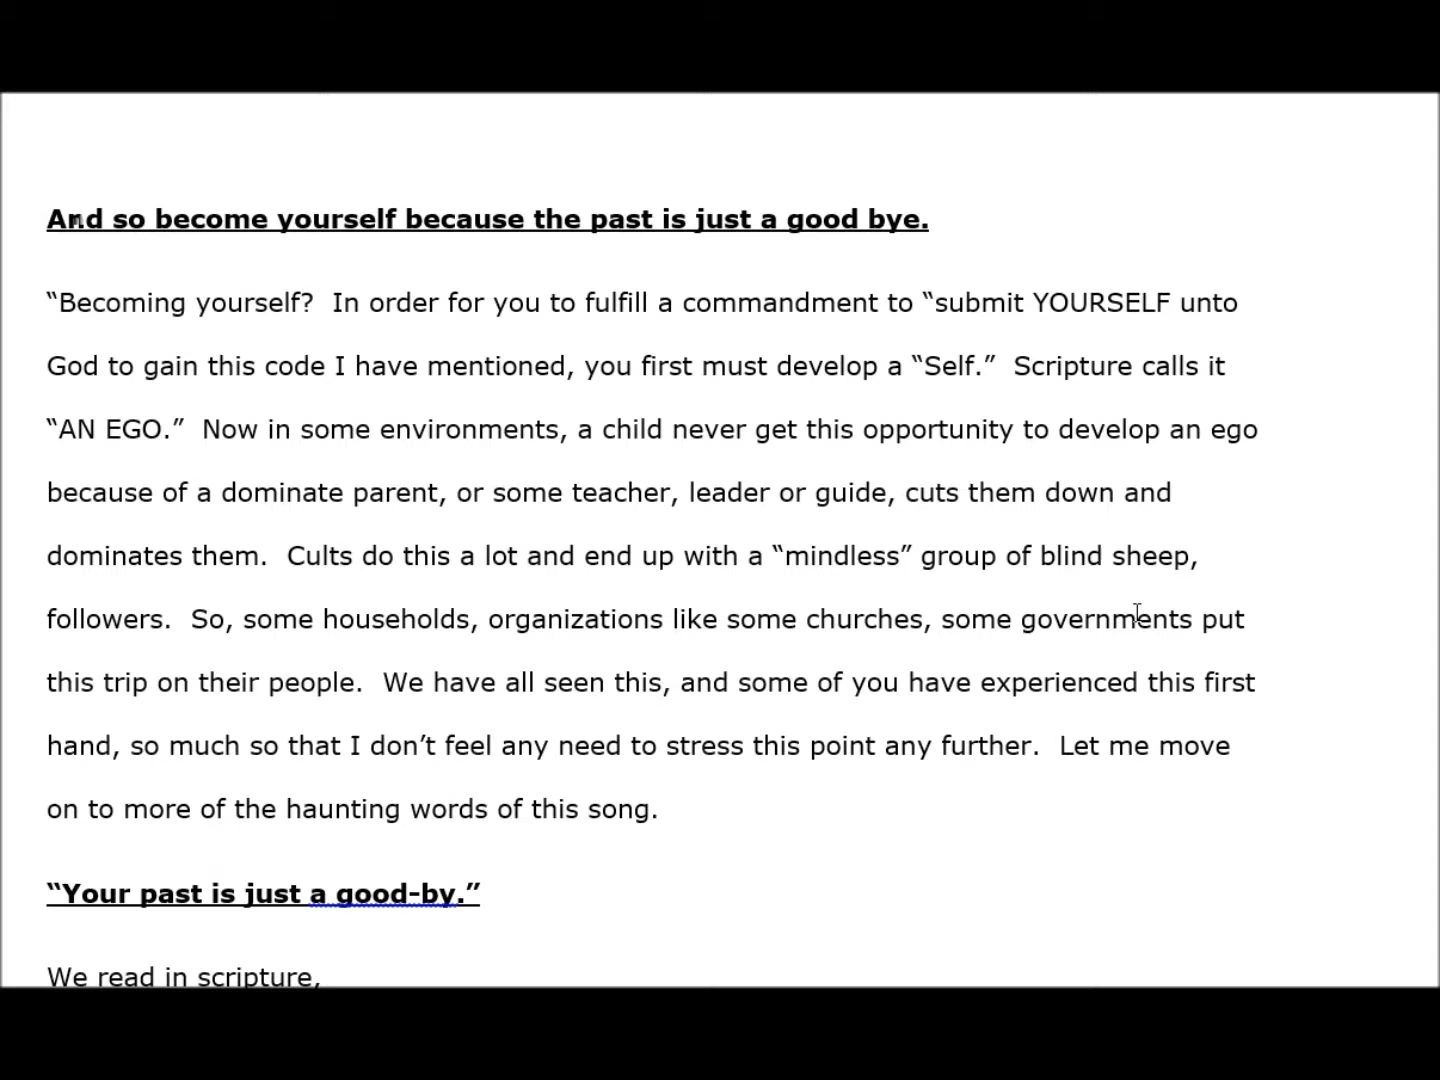 And so become yourself because the past is just a good bye.
“Becoming yourself?  In order for you to fulfill a commandment to “submit YOURSELF unto
God to gain this code I have mentioned, you first must develop a “Self.”  Scripture calls it
“AN EGO.”  Now in some environments, a child never get this opportunity to develop an ego
because of a dominate parent, or some teacher, leader or guide, cuts them down and
dominates them.  Cults do this a lot and end up with a “mindless” group of blind sheep,
followers.  So, some households, organizations like some churches, some governments put
this trip on their people.  We have all seen this, and some of you have experienced this first
hand, so much so that I don’t feel any need to stress this point any further.  Let me move
on to more of the haunting words of this song.
“Your past is just a good-by.”
We read in scripture,